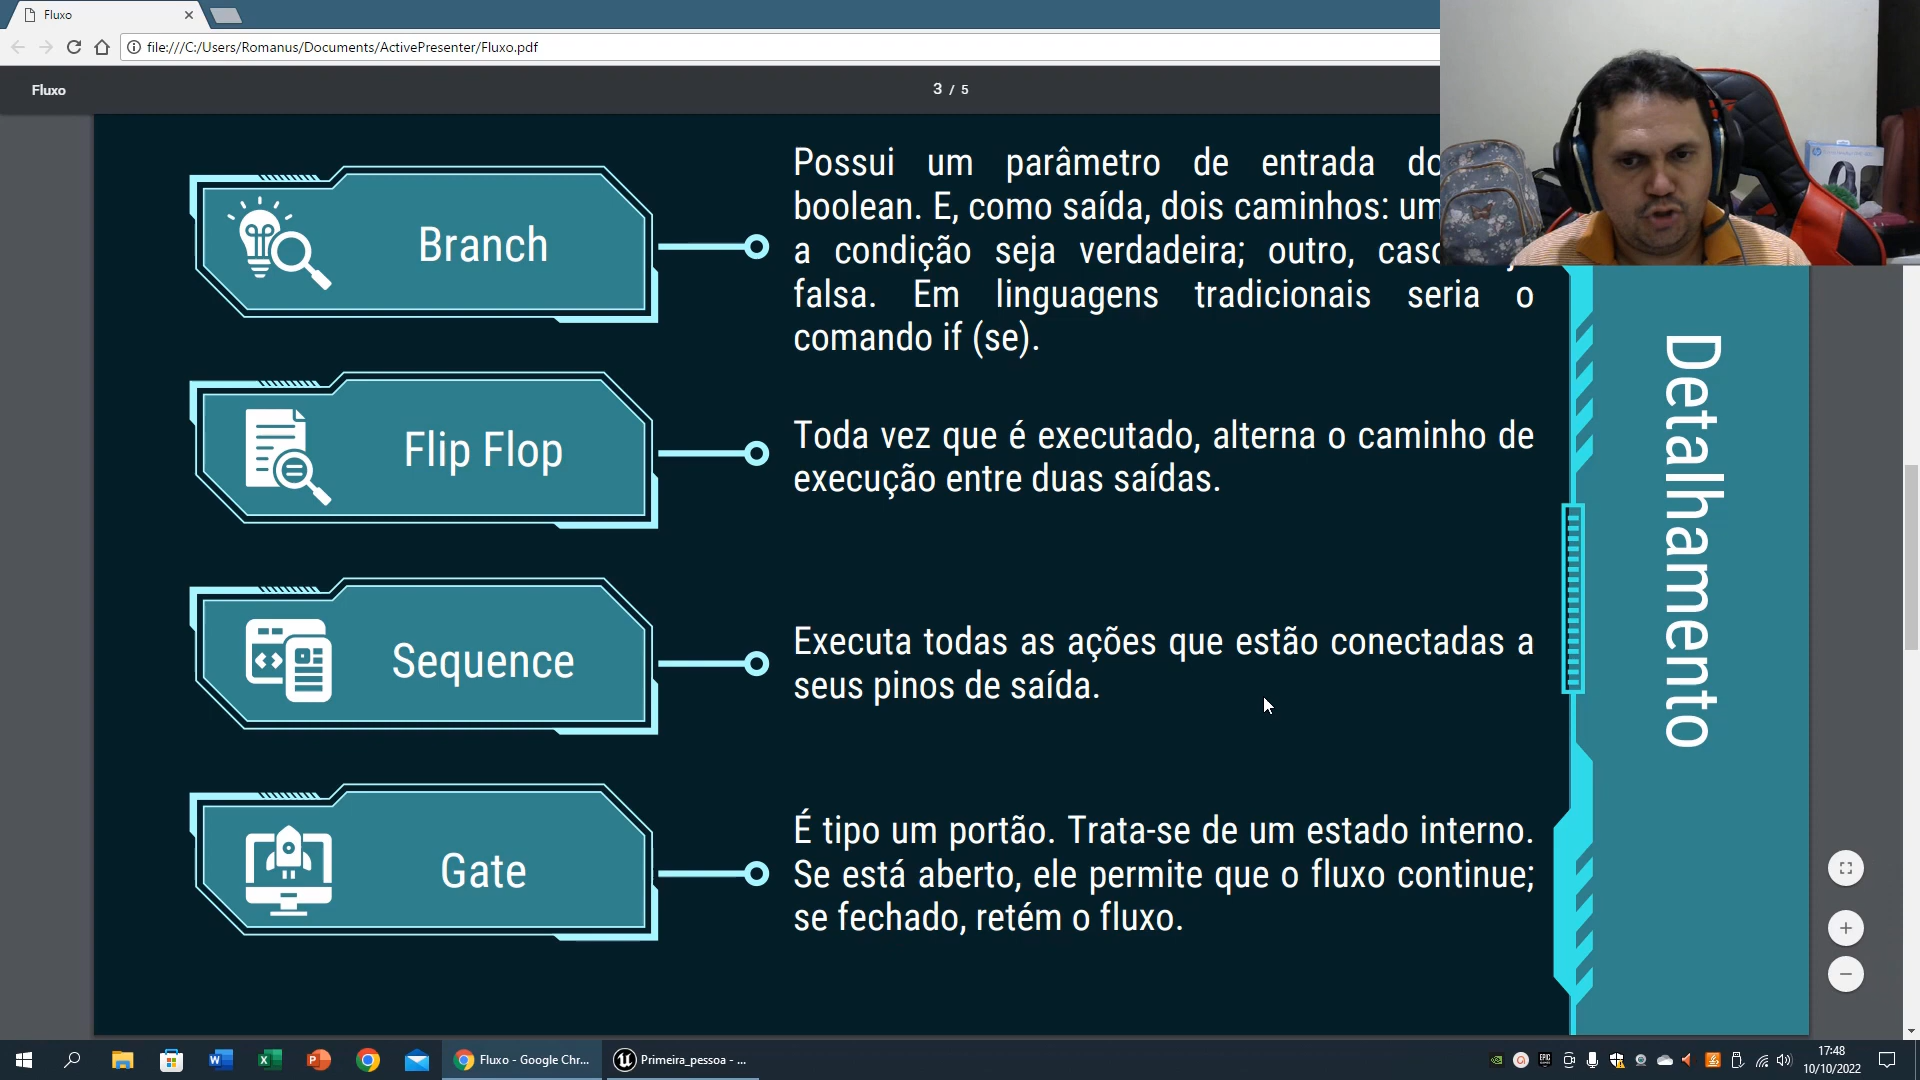 Fluxo
file:///C:/Users/Romanus/Documents/ActivePresenter/Fluxo.pdf
Fluxo
3 / 5
Branch
Possui um parâmetro de entrada do
boolean. E, como saída, dois caminhos: um
a condição seja verdadeira; outro, caso
falsa. Em linguagens tradicionais seria o
comando if (se).
Flip Flop
Toda vez que é executado, alterna o caminho de
execução entre duas saídas.
Sequence
Executa todas as ações que estão conectadas a
seus pinos de saída.
Gate
É tipo um portão. Trata-se de um estado interno.
Se está aberto, ele permite que o fluxo continue;
se fechado, retém o fluxo.
Detalhamento
Fluxo - Google Chr...
Primeira_pessoa - ...
17:48
10/10/2022